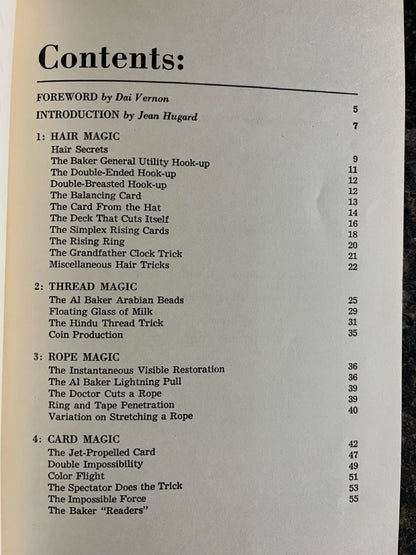 Contents:
FOREWORD by Dai Vernon 5
INTRODUCTION by Jean Hugard 7
1: HAIR MAGIC
Hair Secrets 9
The Baker General Utility Hook-up 11
The Double-Ended Hook-up 12
Double-Breasted Hook-up 12
The Balancing Card 13
The Card From the Hat 14
The Deck That Cuts Itself 16
The Simplex Rising Cards 18
The Rising Ring 20
The Grandfather Clock Trick 21
Miscellaneous Hair Tricks 22
2: THREAD MAGIC
The Al Baker Arabian Beads 25
Floating Glass of Milk 29
The Hindu Thread Trick 31
Coin Production 35
3: ROPE MAGIC
The Instantaneous Visible Restoration 36
The Al Baker Lightning Pull 36
The Doctor Cuts a Rope 39
Ring and Tape Penetration 39
Variation on Stretching a Rope 40
4: CARD MAGIC
The Jet-Propelled Card 42
Double Impossibility 47
Color Flight 49
The Spectator Does the Trick 51
The Impossible Force 53
The Baker "Readers" 55